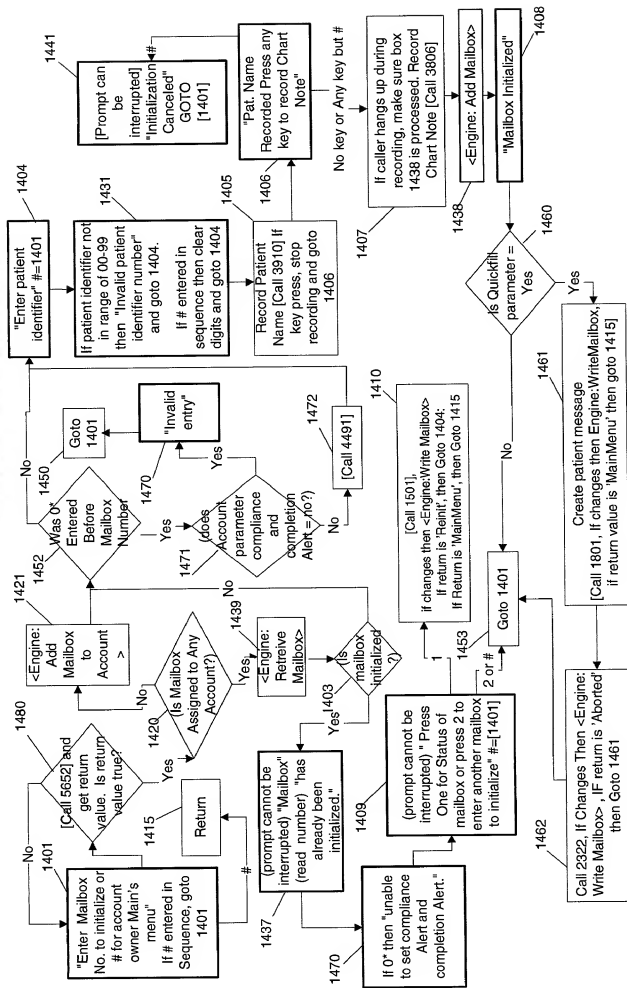 1401
"Enter Mailbox
No. to initialize or
# for account
owner Main's
menu"
If # entered in
Sequence, goto
1401
No
1480
[Call 5652] and
get return
value. Is return
value true?
Yes
1415
Return
#
1421
<Engine:
Add
Mailbox
to
Account
>
No
1420
(Is Mailbox
Assigned to Any
Account?)
Yes
1439
<Engine:
Retreive
Mailbox>
1403
(Is
mailbox
initialized
?)
No
Yes
1437
(prompt cannot be
interrupted) "Mailbox"
(read number) "has
already been
initialized."
1470
If 0* then "unable
to set compliance
Alert and
completion Alert."
1409
(prompt cannot be
interrupted) " Press
One for Status of
mailbox or press 2 to
enter another mailbox
to initialize" #=[1401]
1
2 or #
1410
[Call 1501],
if changes then <Engine:Write Mailbox>
If return is 'Reinit', then Goto 1404;
If Return is 'MainMenu', then Goto 1415
1453
Goto 1401
1452
Was 0*
Entered
Before Mailbox
Number
No
Yes
1450
Goto
1401
1470
"Invalid
entry"
1471
(does
Account
parameter
compliance
and
completion
Alert = no?)
Yes
No
1472
[Call 4491]
1404
"Enter patient
identifier" #=1401
1431
If patient identifier not
in range of 00-99
then "Invalid patient
identifier number"
and goto 1404.
If # entered in
sequence then clear
digits and goto 1404
1405
Record Patient
Name [Call 3910] If
key press, stop
recording and goto
1406
1441
[Prompt can
be
interrupted]
"Initialization
Canceled"
GOTO
[1401]
#
1406
"Pat. Name
Recorded Press any
key to record Chart
Note"
No key or Any key but #
1407
If caller hangs up during
recording, make sure box
1438 is processed. Record
Chart Note [Call 3806]
1438
<Engine: Add Mailbox>
1408
"Mailbox Initialized"
1460
Is Quickfilt
parameter =
Yes
No
Yes
1461
Create patient message
[Call 1801, If changes then Engine:WriteMailbox,
if return value is 'MainMenu' then goto 1415]
1462
Call 2322, If Changes Then <Engine:
Write Mailbox> , IF return is 'Aborted'
then Goto 1461